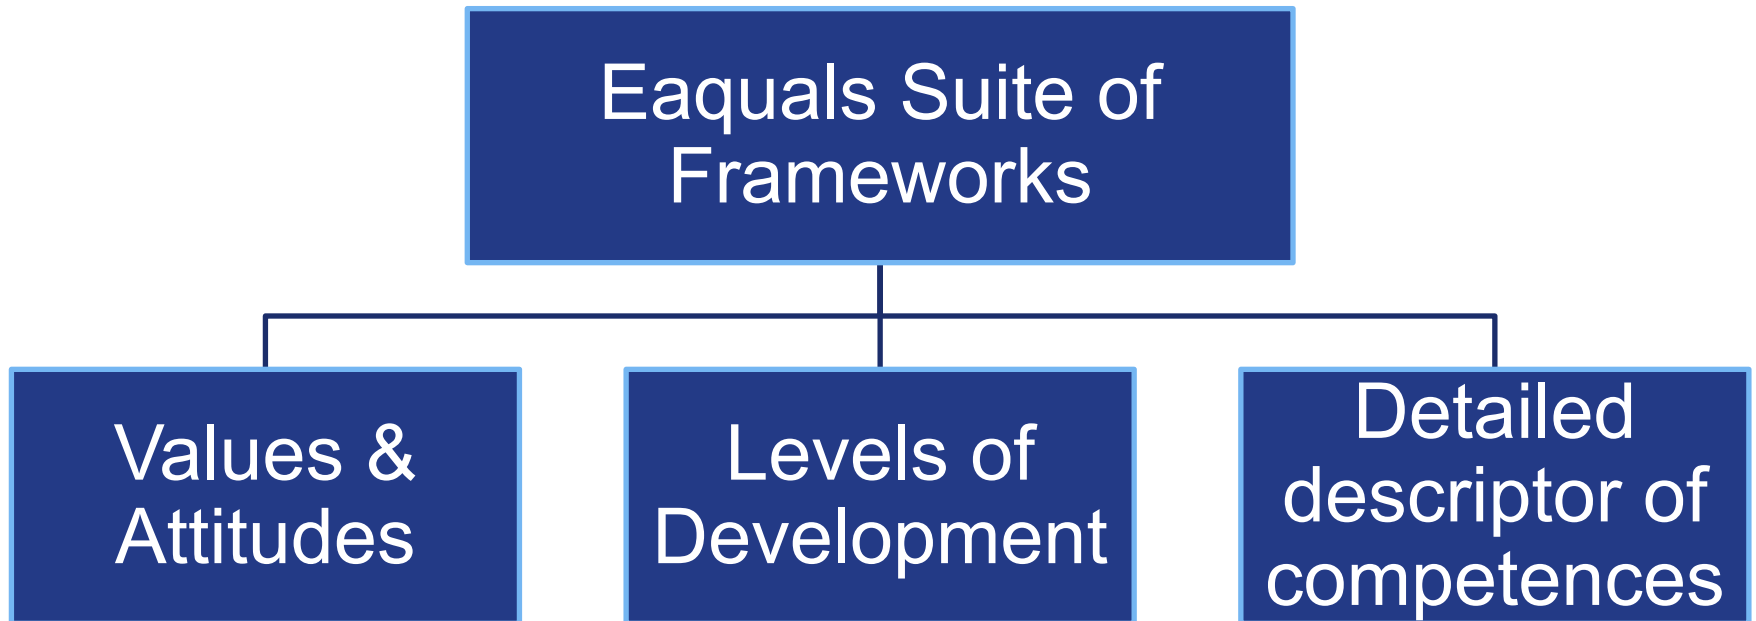 Eaquals Suite of
Frameworks
Values &
Attitudes
Levels of
Development
Detailed
descriptor of
competences